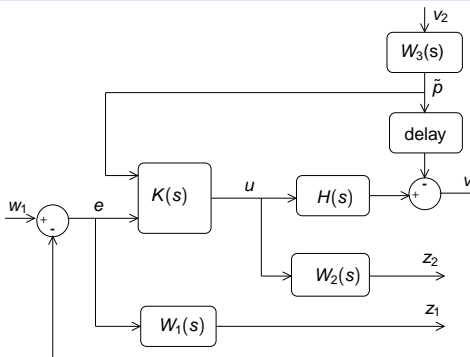 v2
W3(s)
p̃
delay
-
w1
+
-
e
K(s)
u
H(s)
+
v
W2(s)
z2
W1(s)
z1